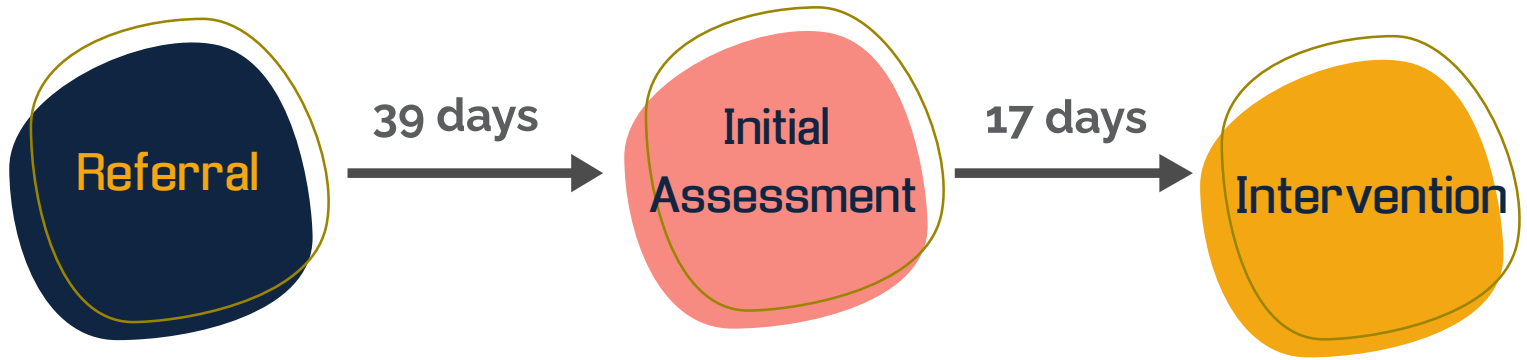 Referral
39 days
Initial
Assessment
17 days
Intervention